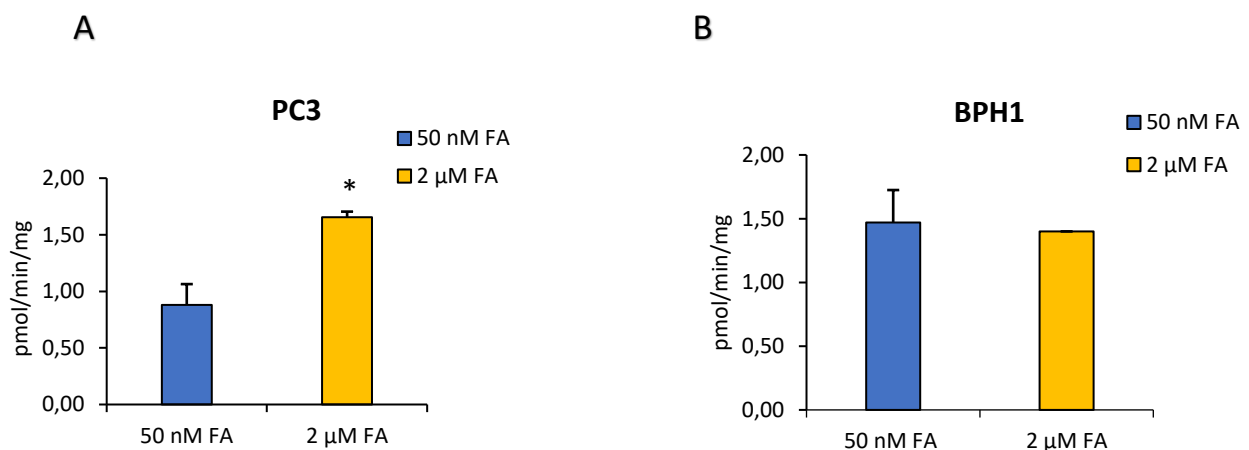 A
PC3
50 nM FA
2 µM FA
pmol/min/mg
2,00
1,50
1,00
0,50
0,00
*
50 nM FA
2 µM FA
B
BPH1
50 nM FA
2 µM FA
pmol/min/mg
2,00
1,50
1,00
0,50
0,00
50 nM FA
2 µM FA